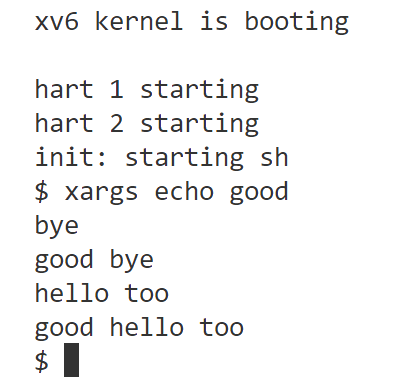 xv6 kernel is booting
hart 1 starting
hart 2 starting
init: starting sh
$ xargs echo good
bye
good bye
hello too
good hello too
$